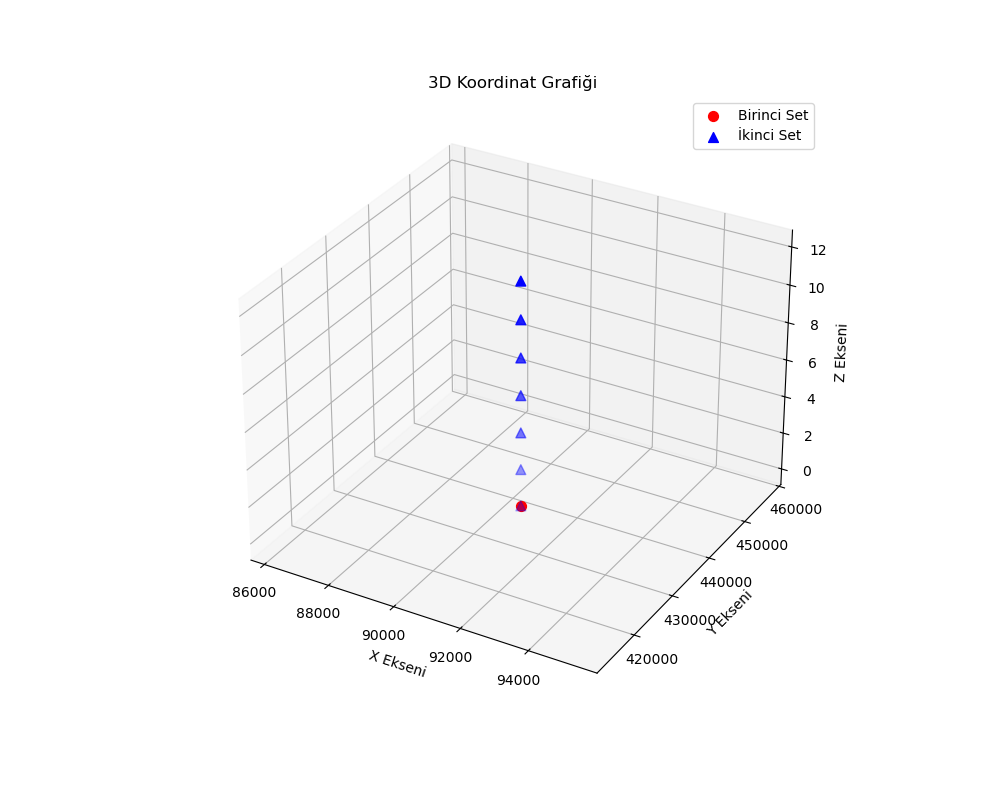 3D Koordinat Grafiği
Birinci Set
İkinci Set
12
10
8
6
4
2
0
Z Ekseni
460000
450000
440000
430000
420000
Y Ekseni
86000
88000
90000
92000
94000
X Ekseni